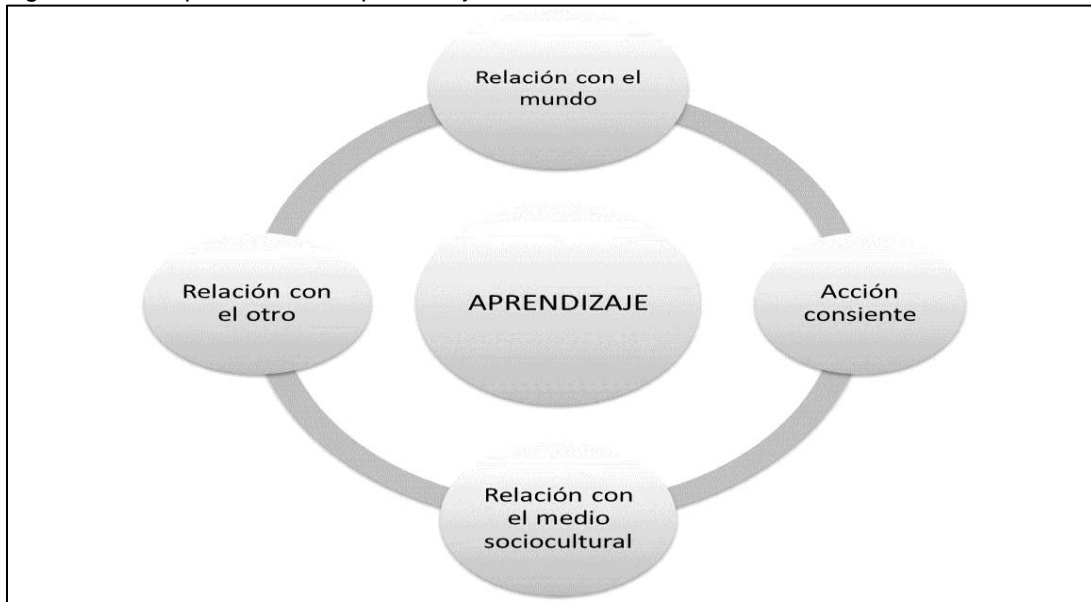 Relación con el
mundo
Relación con
el otro
APRENDIZAJE
Acción
consiente
Relación con
el medio
sociocultural